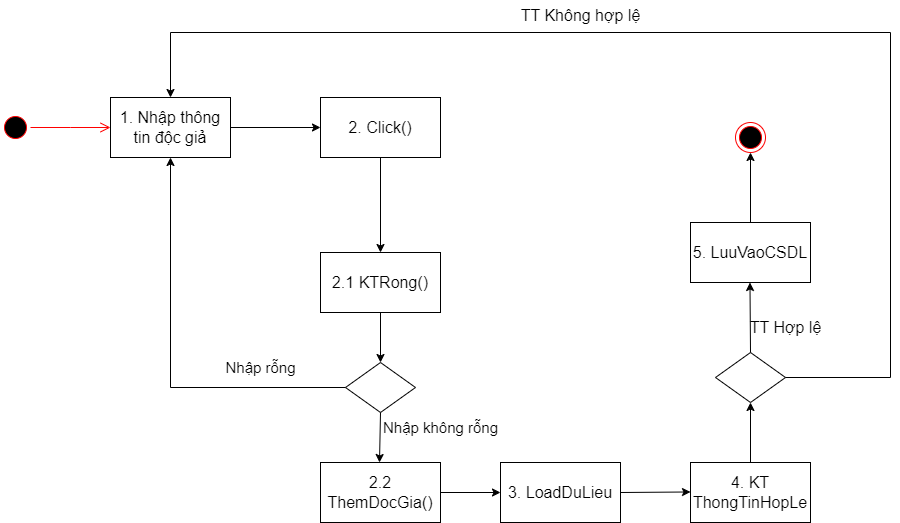 TT Không hợp lệ
1. Nhập thông
tin độc giả
2. Click()
2.1 KTRong()
5. LuuVaoCSDL
TT Hợp lệ
Nhập rỗng
Nhập không rỗng
2.2
ThemDocGia()
3. LoadDuLieu
4. KT
ThongTinHopLe